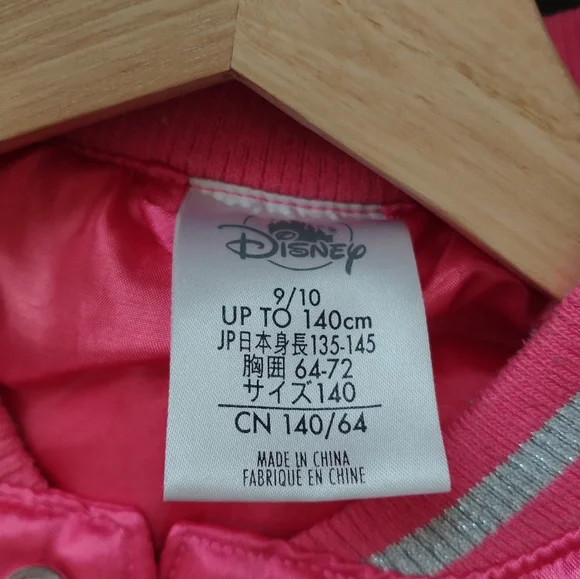 Disney
9/10
UP TO 140cm
JP日本身長135-145
胸囲 64-72
サイズ140
CN 140/64
MADE IN CHINA
FABRIQUÉ EN CHINE